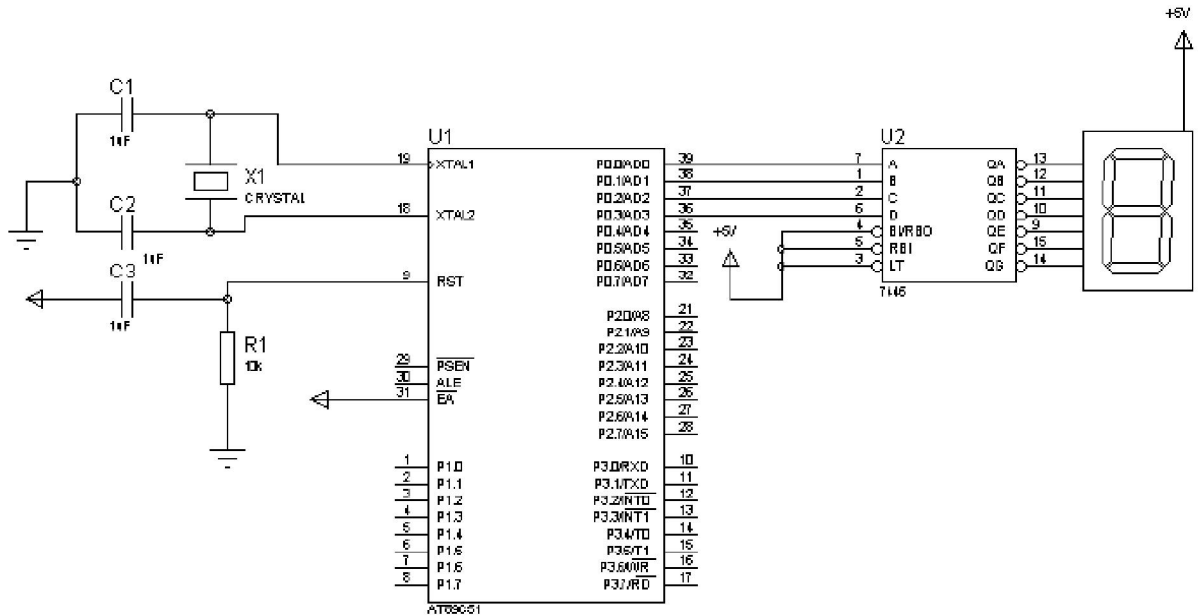 +5V
C1
1nF
X1
CRYSTAL
C2
1nF
C3
1nF
R1
10k
U1
19 XTAL1
18 XTAL2
9 RST
29 PSEN
30 ALE
31 EA
1 P1.0
2 P1.1
3 P1.2
4 P1.3
5 P1.4
6 P1.5
7 P1.6
8 P1.7
P0.0/AD0 39
P0.1/AD1 38
P0.2/AD2 37
P0.3/AD3 36
P0.4/AD4 35
P0.5/AD5 34
P0.6/AD6 33
P0.7/AD7 32
P2.0/A8 21
P2.1/A9 22
P2.2/A10 23
P2.3/A11 24
P2.4/A12 25
P2.5/A13 26
P2.6/A14 27
P2.7/A15 28
P3.0/RXD 10
P3.1/TXD 11
P3.2/INT0 12
P3.3/INT1 13
P3.4/T0 14
P3.5/T1 15
P3.6/WR 16
P3.7/RD 17
AT89C51
+5V
U2
7 A QA 13
1 B QB 12
2 C QC 11
6 D QD 10
4 BI/RBO QE 9
5 RBI QF 15
3 LT QG 14